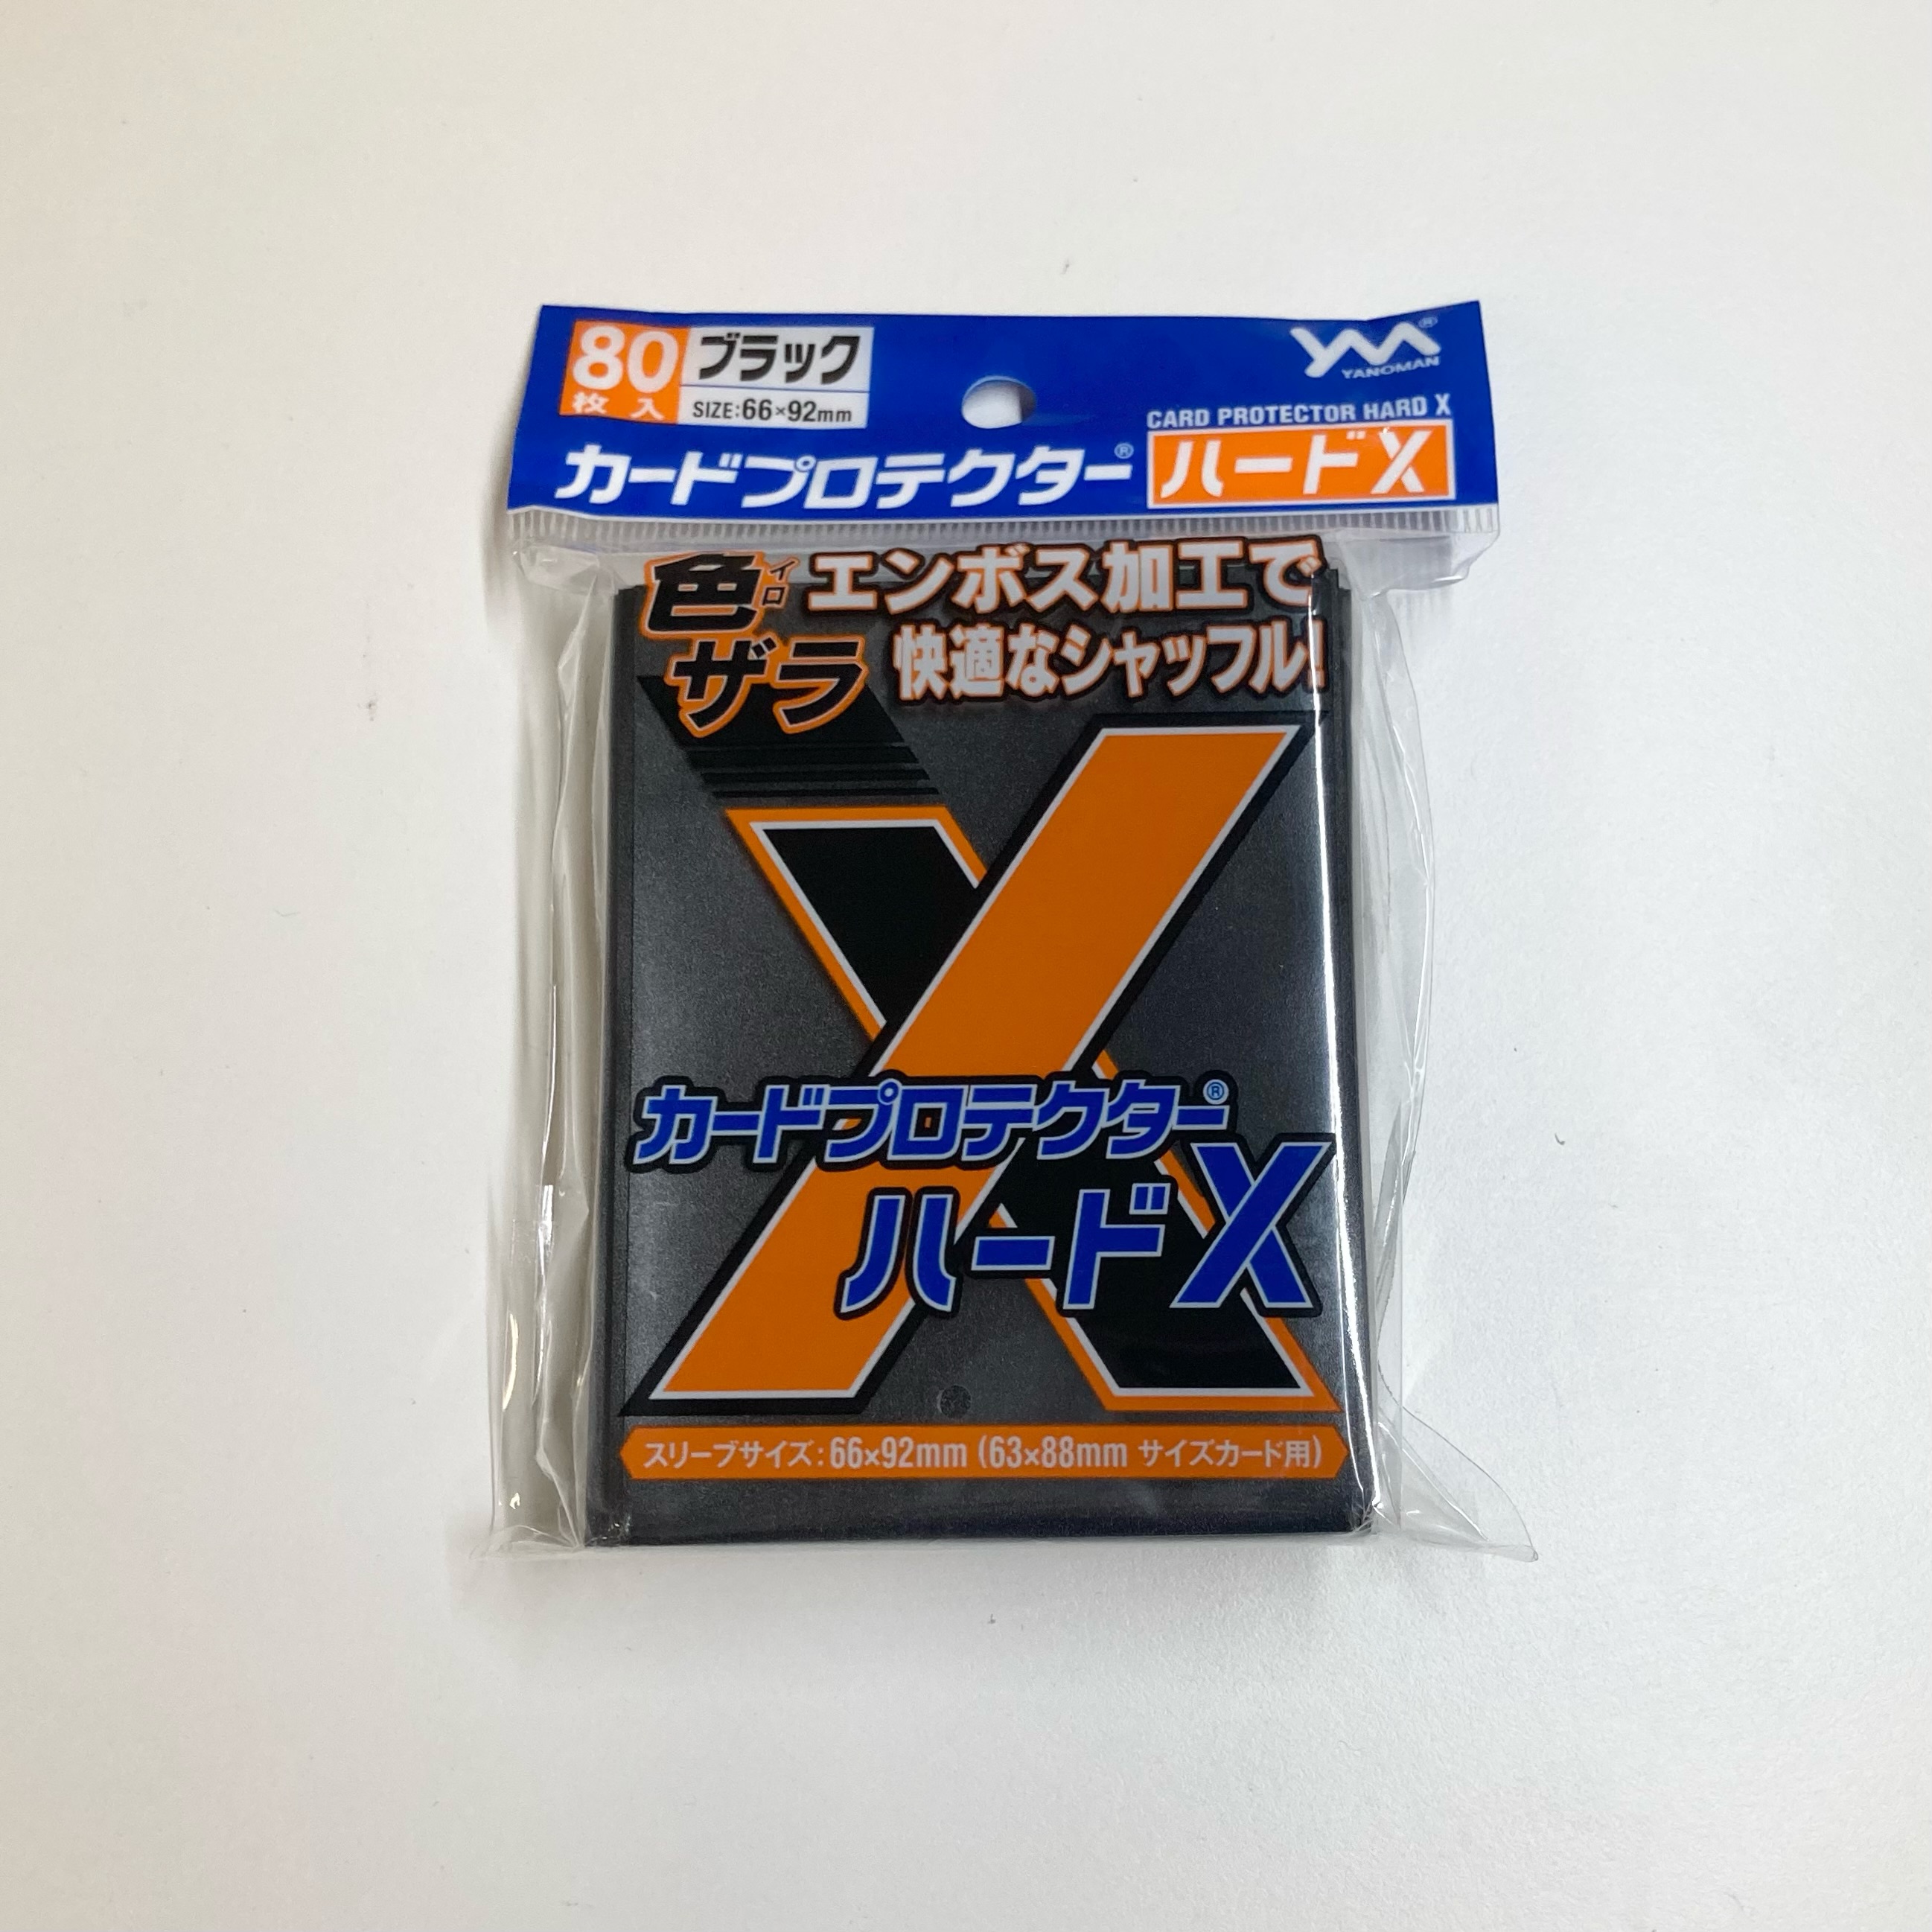 80
枚入
ブラック
SIZE:66×92mm
YM®
YANOMAN
CARD PROTECTOR HARD X
カードプロテクター®
ハードX
色イロ
ザラ
エンボス加工で
快適なシャッフル!
カードプロテクター®
ハードX
スリーブサイズ:66×92mm(63×88mm サイズカード用)